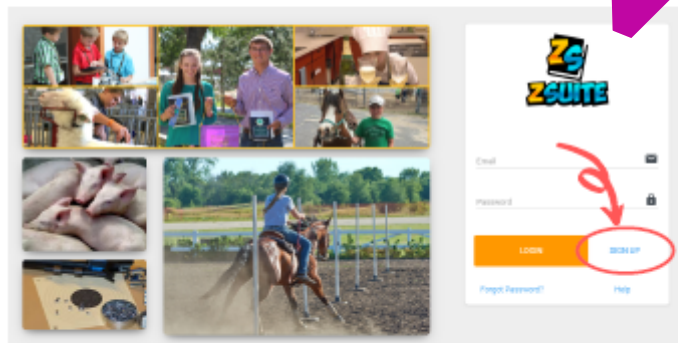 ZS
ZSUITE
Email
Password
LOGIN
SIGN UP
Forgot Password?
Help